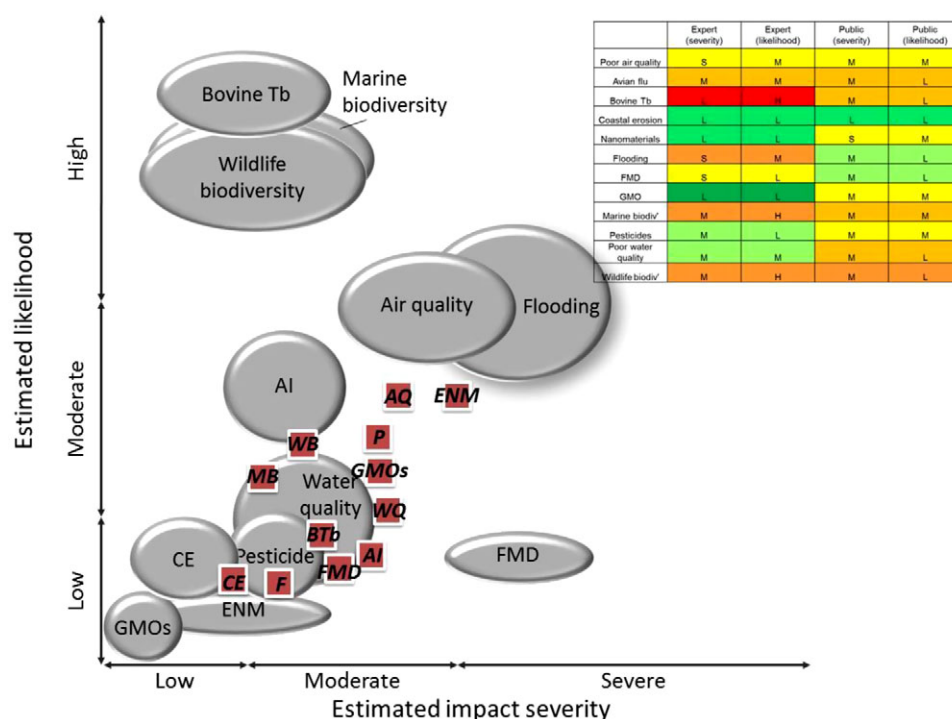 Expert (severity) Expert (likelihood) Public (severity) Public (likelihood)
Poor air quality S M M M
Avian flu M M M L
Bovine Tb L H M L
Coastal erosion L L L L
Nanomaterials L L S M
Flooding S M M L
FMD S L M L
GMO L L M M
Marine biodiv' M H M M
Pesticides M L M M
Poor water quality M M M L
Wildlife biodiv' M H M L
Estimated likelihood
High
Moderate
Low
Bovine Tb
Marine
biodiversity
Wildlife
biodiversity
Air quality
Flooding
AI
AQ
ENM
WB
P
MB
GMOs
Water
quality
WQ
BTb
CE
Pesticide
FMD
AI
FMD
CE
F
ENM
GMOs
Low
Moderate
Severe
Estimated impact severity